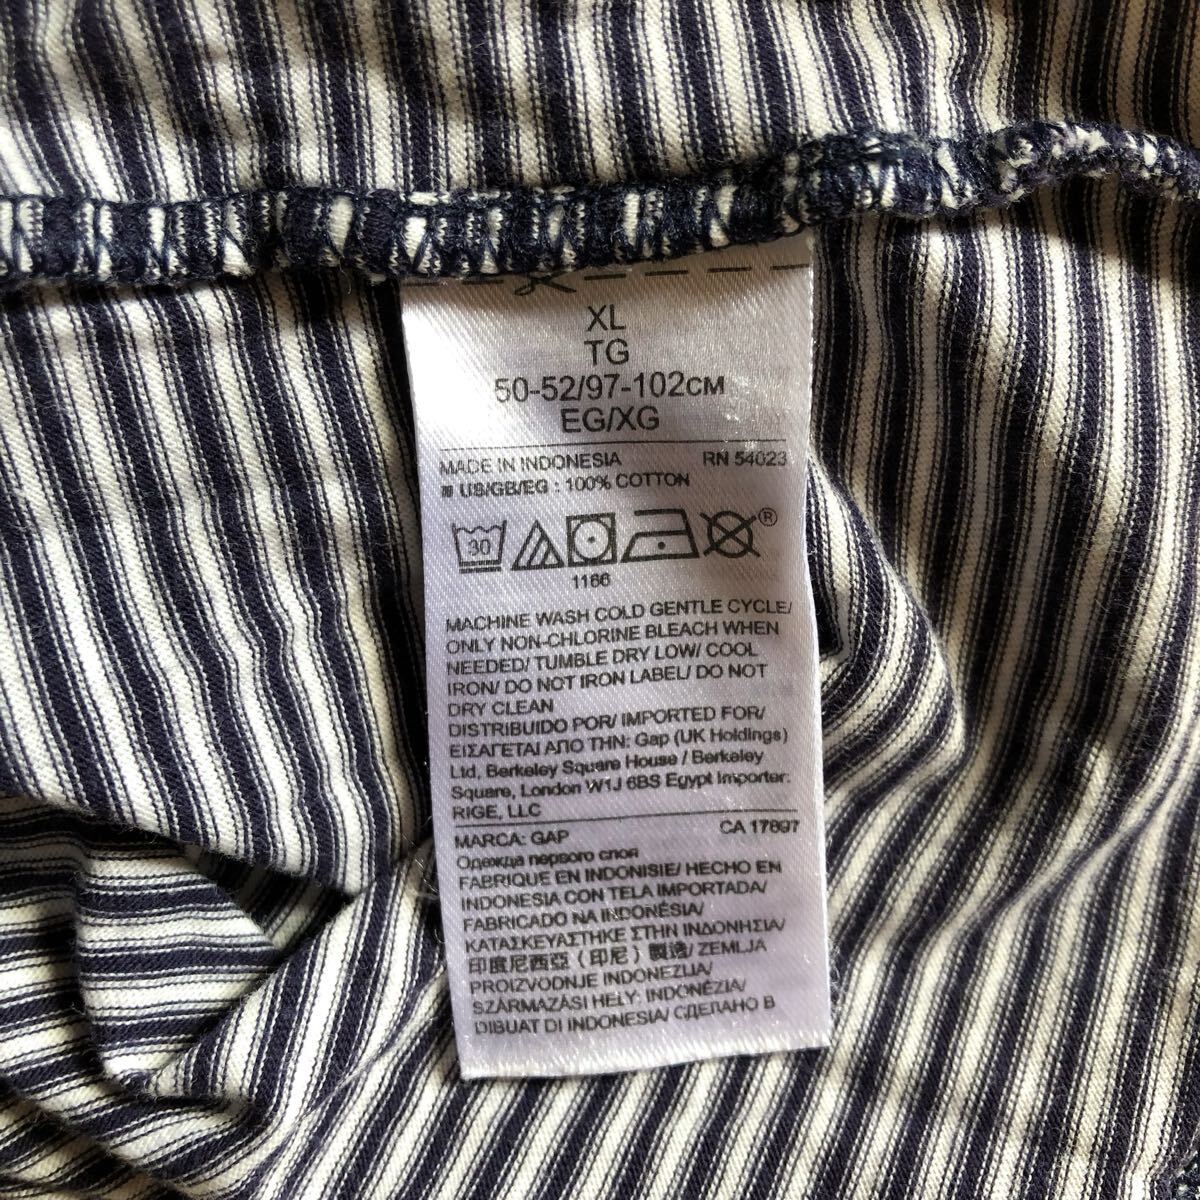 XL
TG
50-52/97-102см
EG/XG
MADE IN INDONESIA RN 54023
US/GB/EG : 100% COTTON
30 ®
1166
MACHINE WASH COLD GENTLE CYCLE/
ONLY NON-CHLORINE BLEACH WHEN
NEEDED/ TUMBLE DRY LOW/ COOL
IRON/ DO NOT IRON LABEL/ DO NOT
DRY CLEAN
DISTRIBUIDO POR/ IMPORTED FOR/
ΕΙΣΑΓΕΤΑΙ ΑΠΟ ΤΗΝ: Gap (UK Holdings)
Ltd, Berkeley Square House / Berkeley
Square, London W1J 6BS Egypt Importer:
RIGE, LLC
MARCA: GAP CA 17897
Одежда первого слоя
FABRIQUE EN INDONISIE/ HECHO EN
INDONESIA CON TELA IMPORTADA/
FABRICADO NA INDONÉSIA/
ΚΑΤΑΣΚΕΥΑΣΤΗΚΕ ΣΤΗΝ ΙΝΔΟΝΗΣΙΑ/
印度尼西亞（印尼）製造/ ZEMLJA
PROIZVODNJE INDONEZIJA/
SZÁRMAZÁSI HELY: INDONÉZIA/
DIBUAT DI INDONESIA/ СДЕЛАНО В